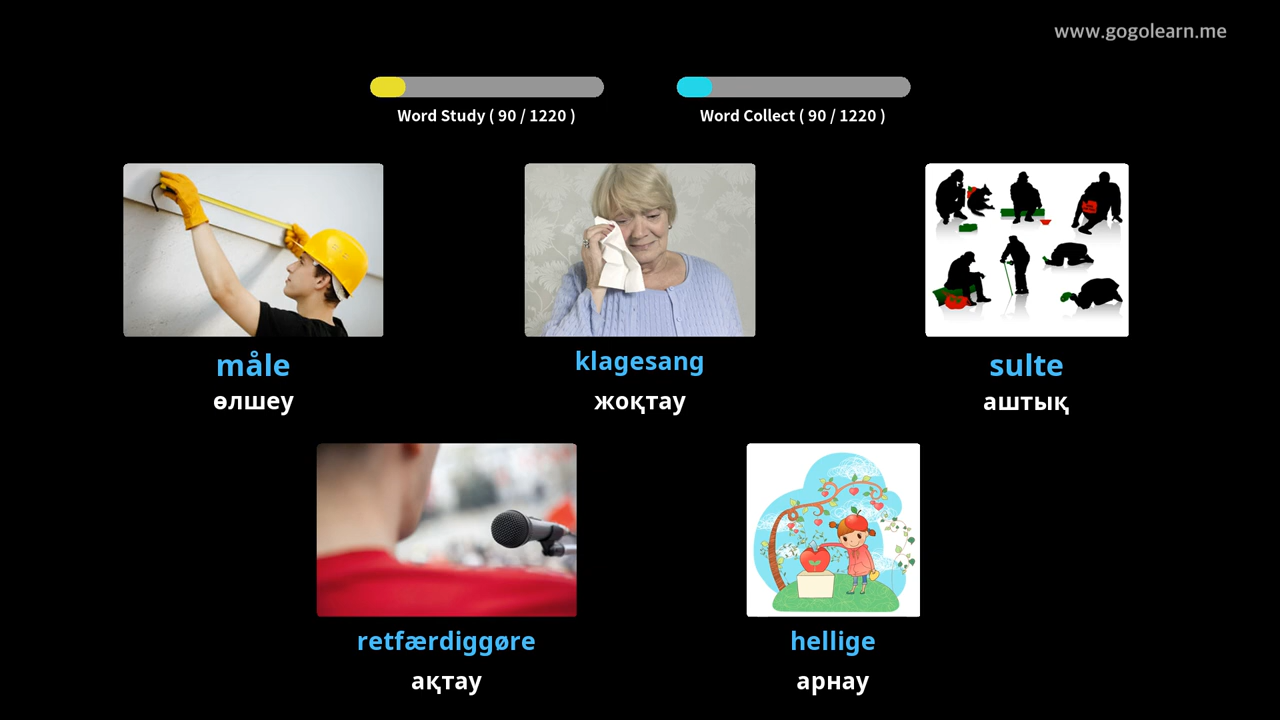 www.gogolearn.me
Word Study ( 90 / 1220 )
Word Collect ( 90 / 1220 )
måle
өлшеу
klagesang
жоқтау
sulte
аштық
retfærdiggøre
ақтау
hellige
арнау